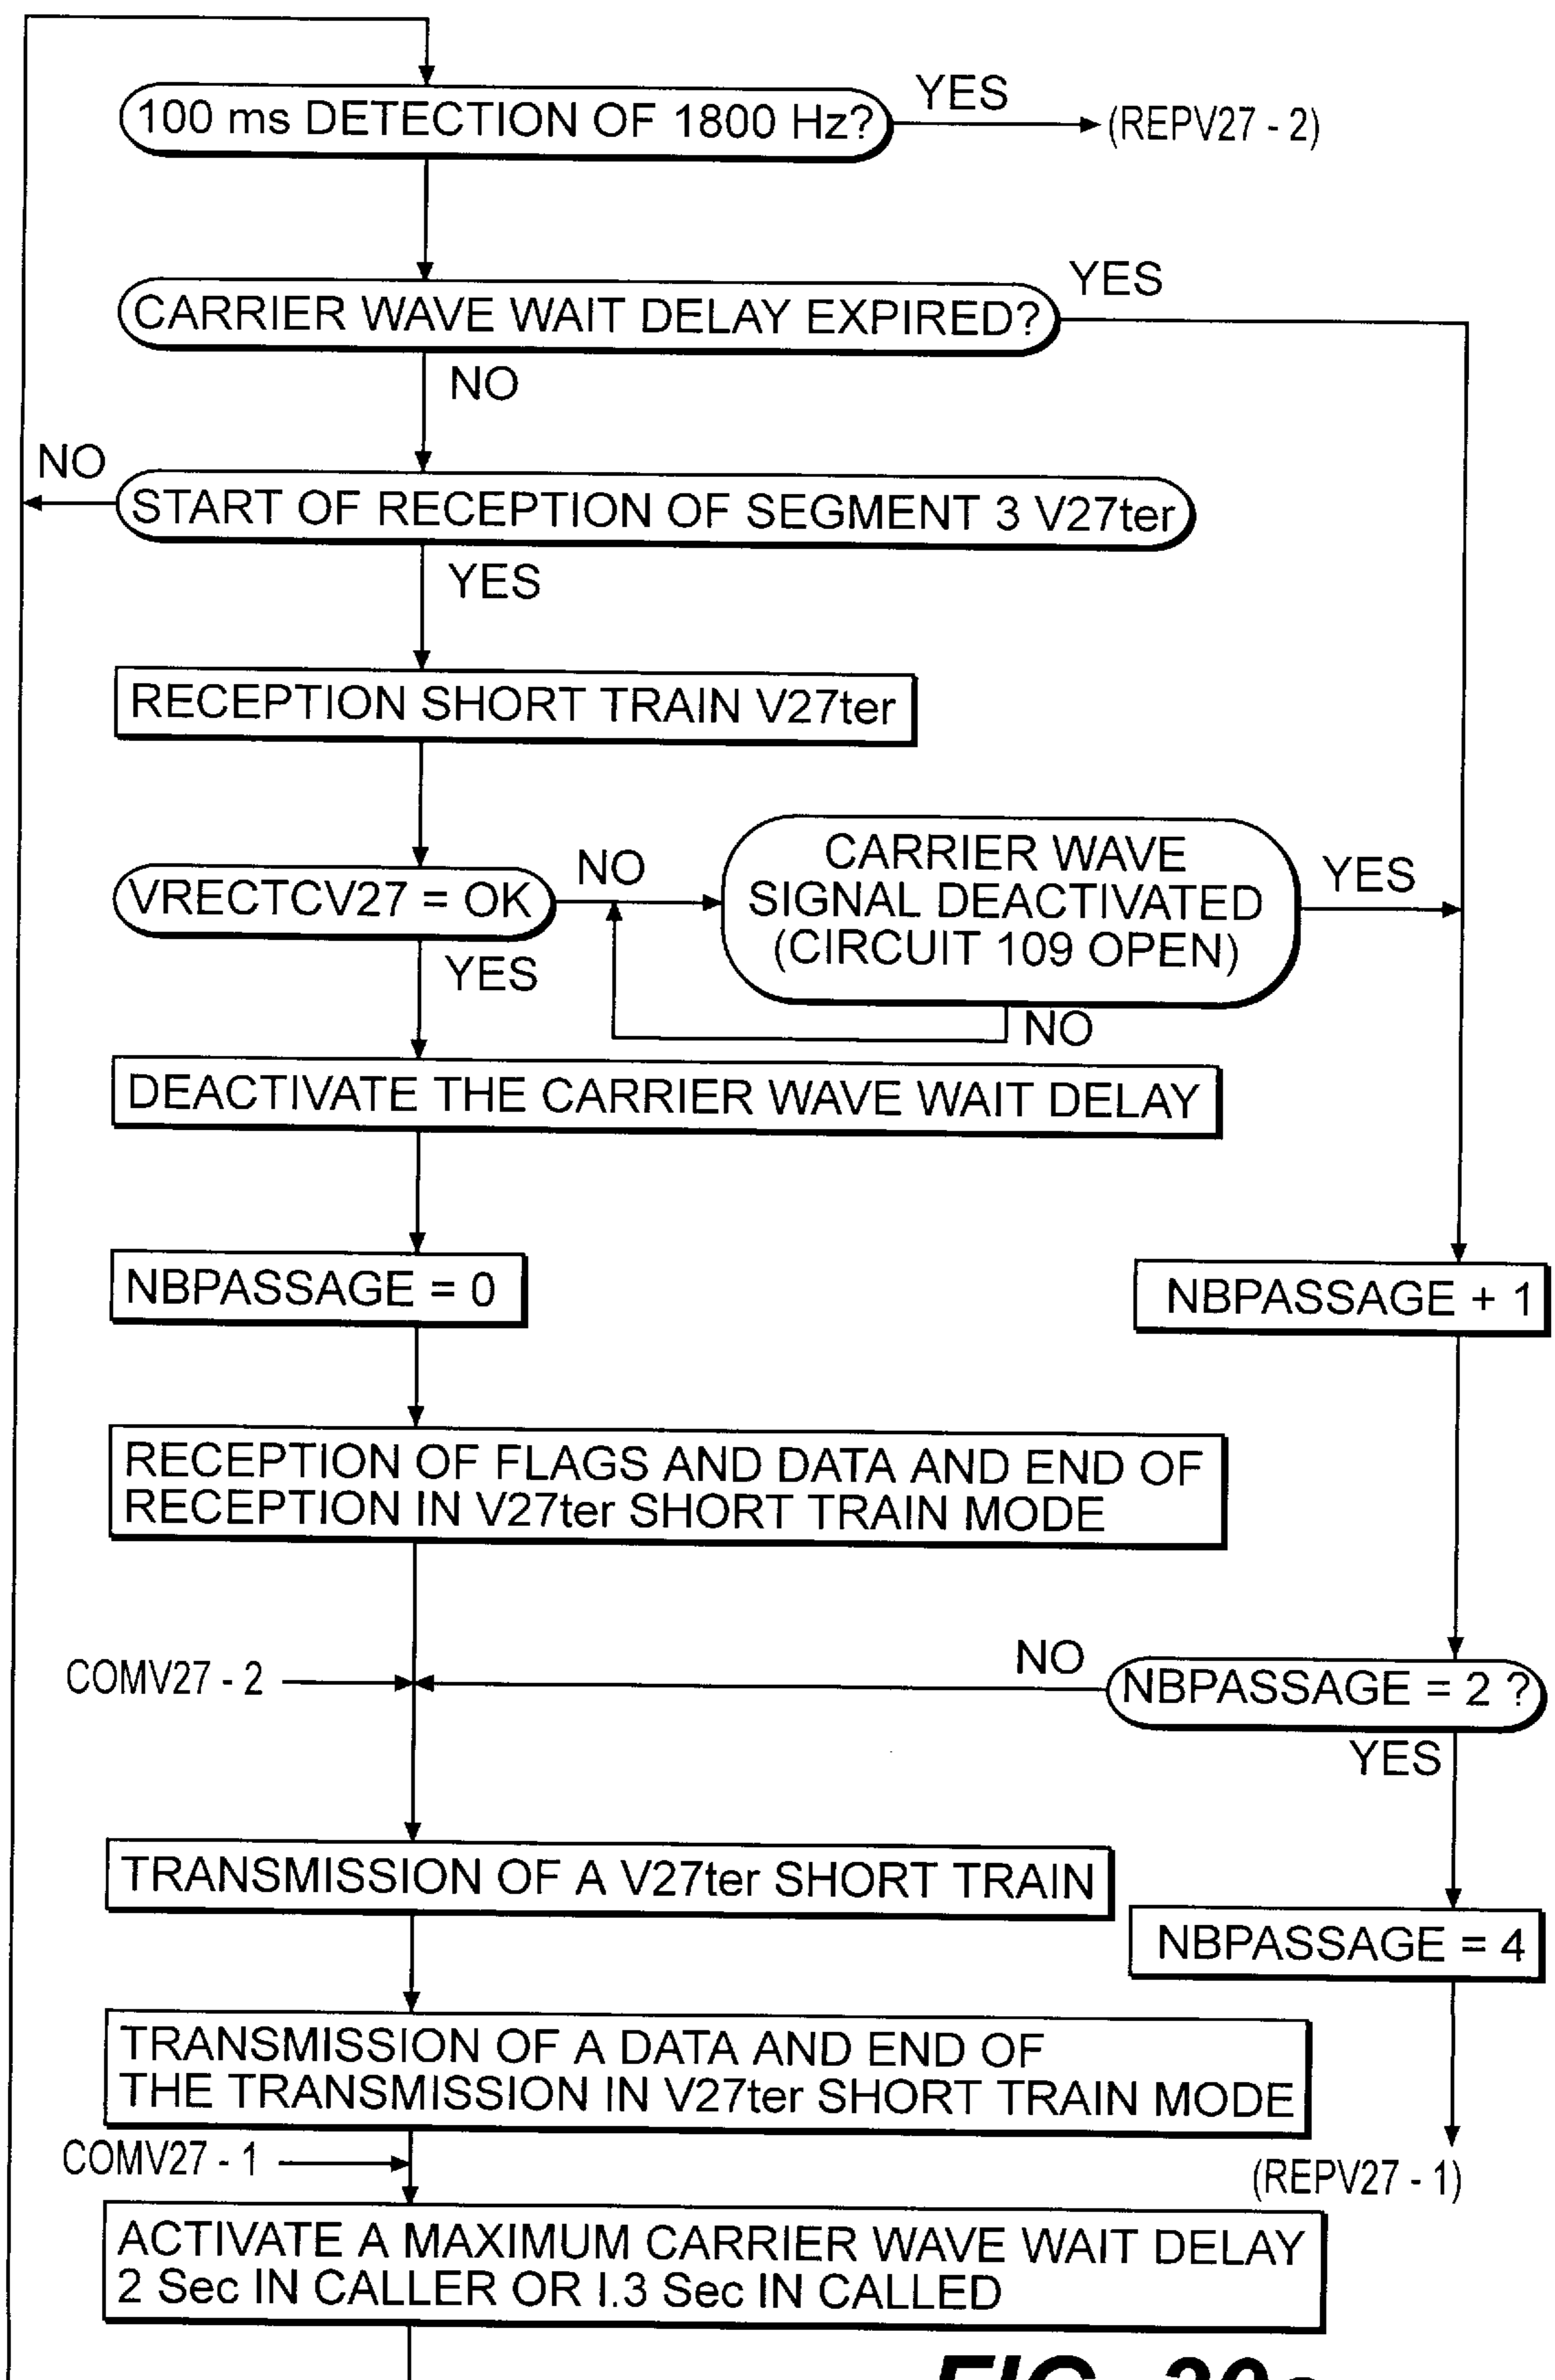 100 ms DETECTION OF 1800 Hz?
YES
(REPV27 - 2)
CARRIER WAVE WAIT DELAY EXPIRED?
YES
NO
NO
START OF RECEPTION OF SEGMENT 3 V27ter
YES
RECEPTION SHORT TRAIN V27ter
VRECTCV27 = OK
NO
CARRIER WAVE
SIGNAL DEACTIVATED
(CIRCUIT 109 OPEN)
YES
YES
NO
DEACTIVATE THE CARRIER WAVE WAIT DELAY
NBPASSAGE = 0
NBPASSAGE + 1
RECEPTION OF FLAGS AND DATA AND END OF
RECEPTION IN V27ter SHORT TRAIN MODE
COMV27 - 2
NO
NBPASSAGE = 2 ?
YES
TRANSMISSION OF A V27ter SHORT TRAIN
NBPASSAGE = 4
TRANSMISSION OF A DATA AND END OF
THE TRANSMISSION IN V27ter SHORT TRAIN MODE
COMV27 - 1
(REPV27 - 1)
ACTIVATE A MAXIMUM CARRIER WAVE WAIT DELAY
2 Sec IN CALLER OR I.3 Sec IN CALLED